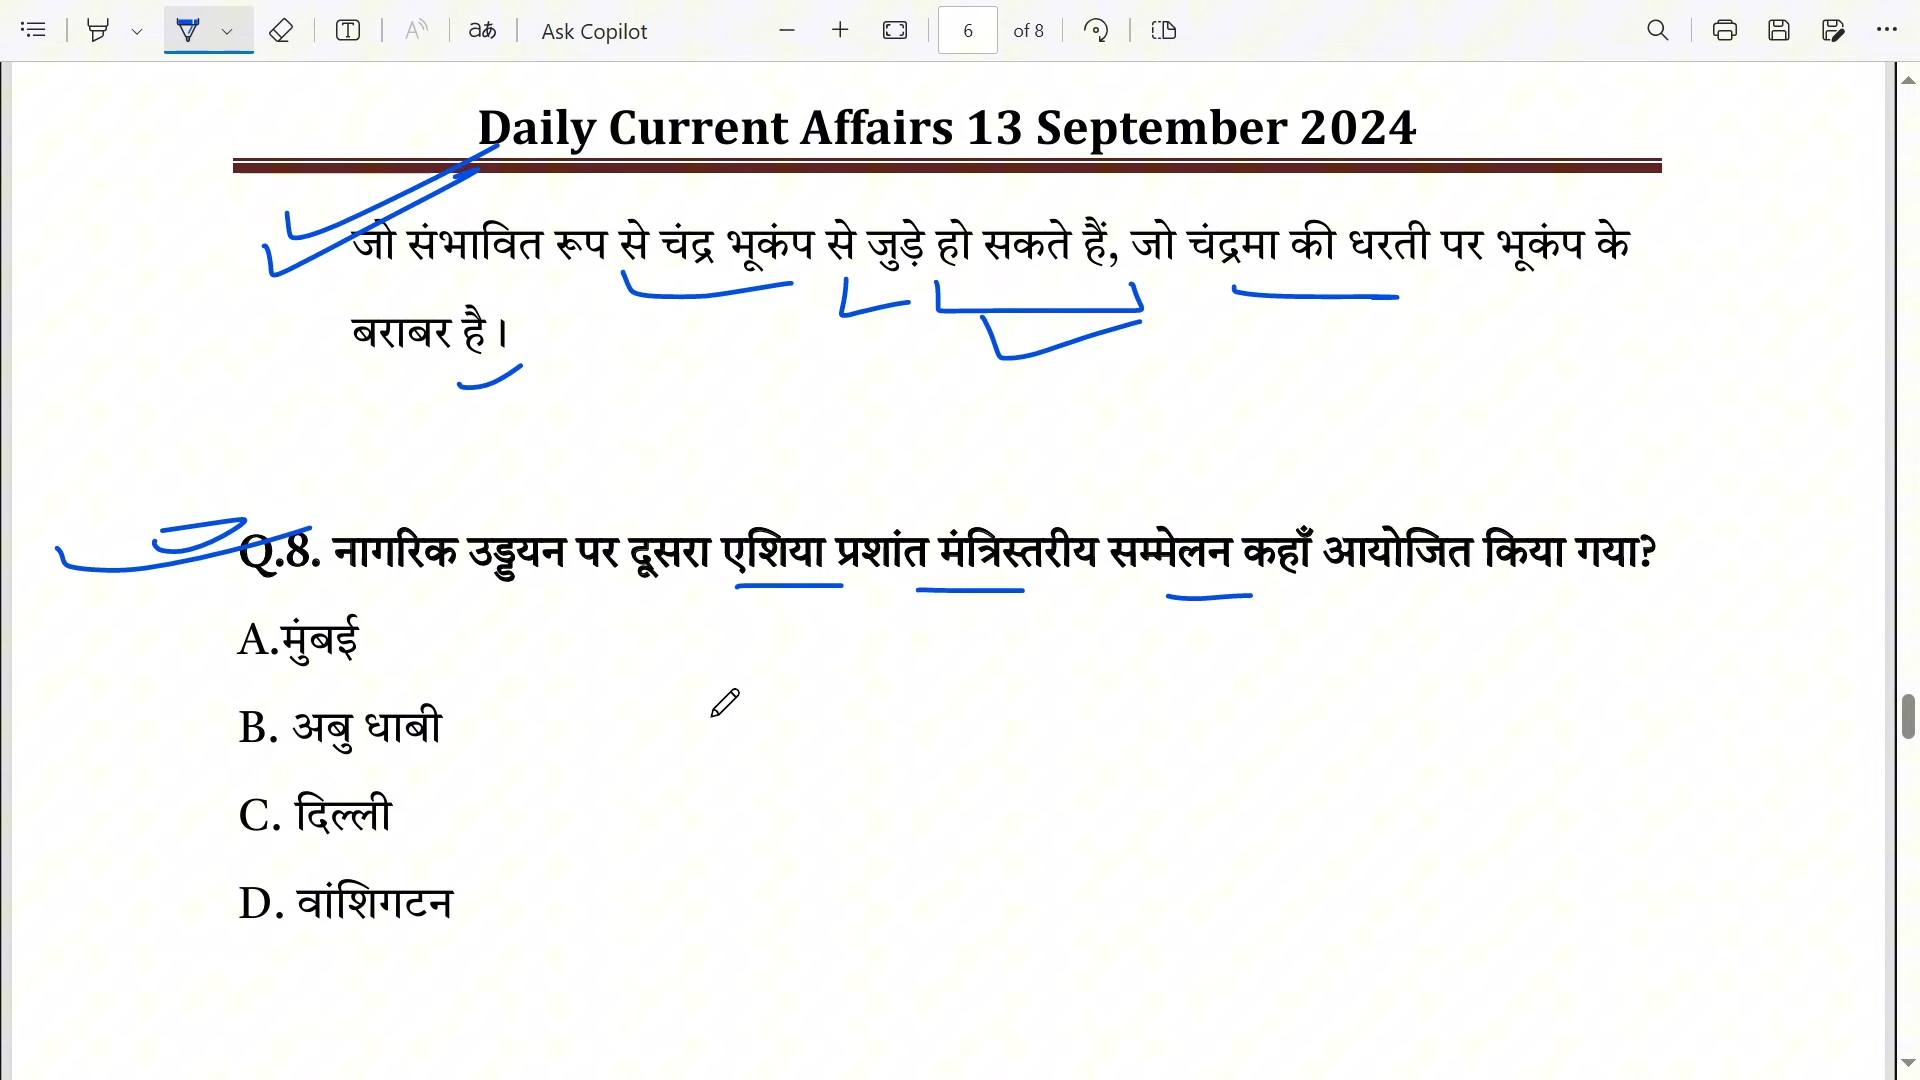 Ask Copilot
6 of 8
Daily Current Affairs 13 September 2024
जो संभावित रूप से चंद्र भूकंप से जुड़े हो सकते हैं, जो चंद्रमा की धरती पर भूकंप के
बराबर है।
Q.8. नागरिक उड्डयन पर दूसरा एशिया प्रशांत मंत्रिस्तरीय सम्मेलन कहाँ आयोजित किया गया?
A.मुंबई
B. अबु धाबी
C. दिल्ली
D. वांशिगटन